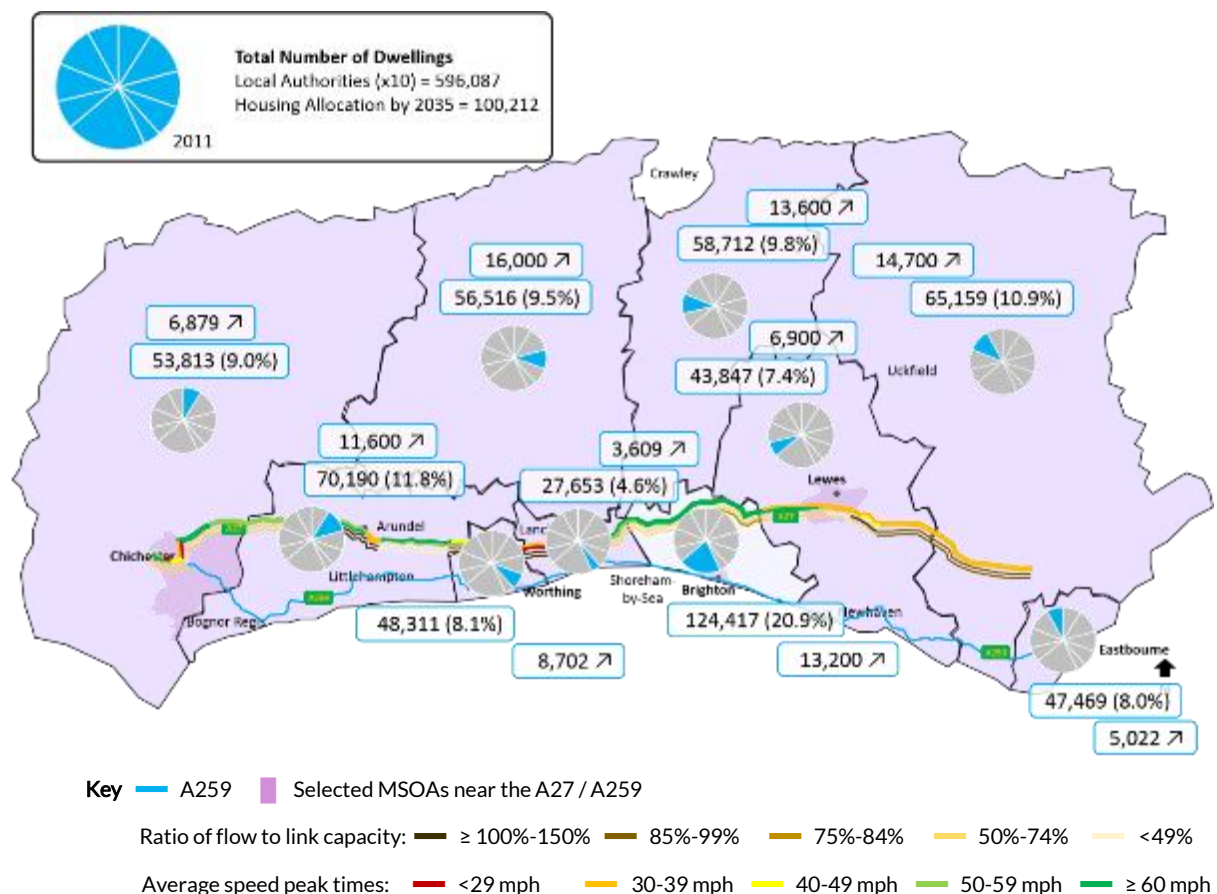 Total Number of Dwellings
Local Authorities (x10) = 596,087
Housing Allocation by 2035 = 100,212
2011
Crawley
13,600 ↗
58,712 (9.8%)
16,000 ↗
56,516 (9.5%)
14,700 ↗
65,159 (10.9%)
6,879 ↗
53,813 (9.0%)
6,900 ↗
43,847 (7.4%)
Uckfield
11,600 ↗
70,190 (11.8%)
3,609 ↗
27,653 (4.6%)
Lewes
A27
Arundel
Lanc
Chichester
Littlehampton
Worthing
Shoreham-
by-Sea
Brighton
Bognor Regis
A259
48,311 (8.1%)
8,702 ↗
124,417 (20.9%)
13,200 ↗
ewhaven
A259
Eastbourne
47,469 (8.0%)
5,022 ↗
Key A259 Selected MSOAs near the A27 / A259
Ratio of flow to link capacity: ≥ 100%-150% 85%-99% 75%-84% 50%-74% <49%
Average speed peak times: <29 mph 30-39 mph 40-49 mph 50-59 mph ≥ 60 mph